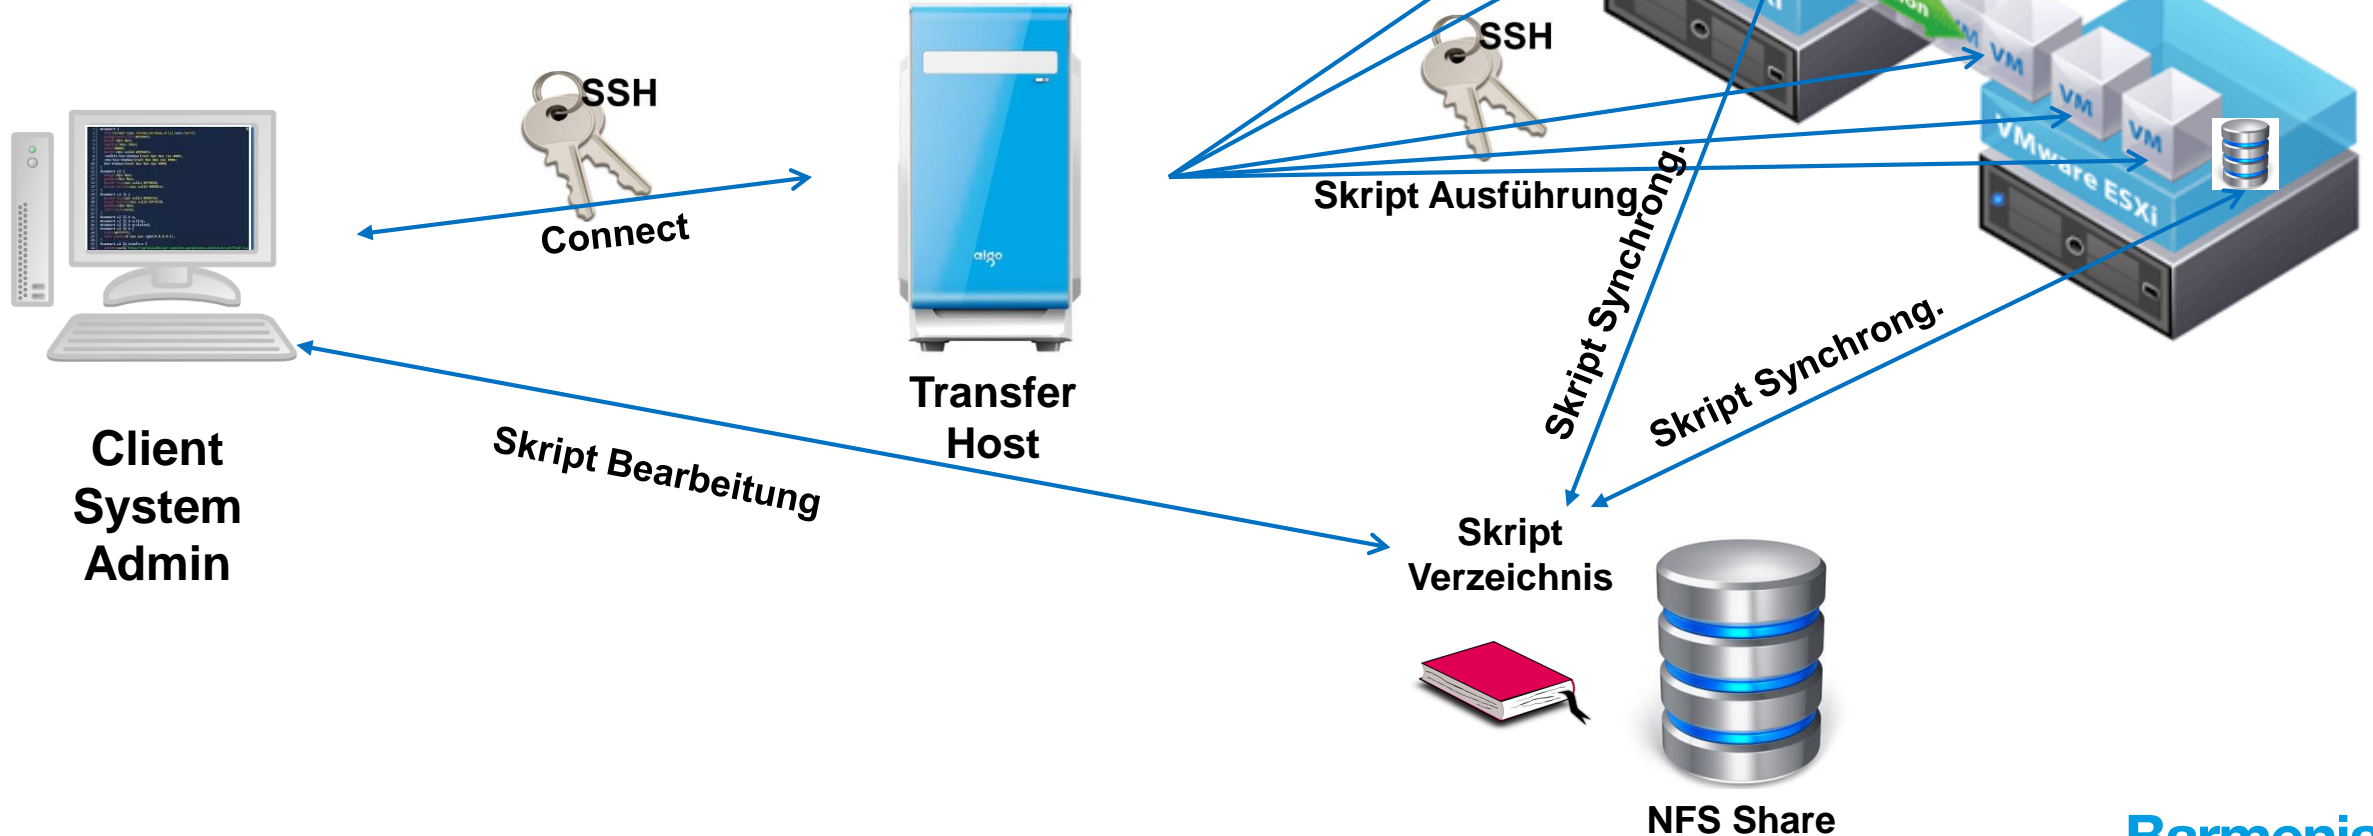 SSH
SSH
VM
VM
VM
VM
VMware ESXi
Connect
Skript Ausführung
Skript Synchrong.
Skript Synchrong.
aigo
Transfer
Host
Client
System
Admin
Skript Bearbeitung
Skript
Verzeichnis
NFS Share